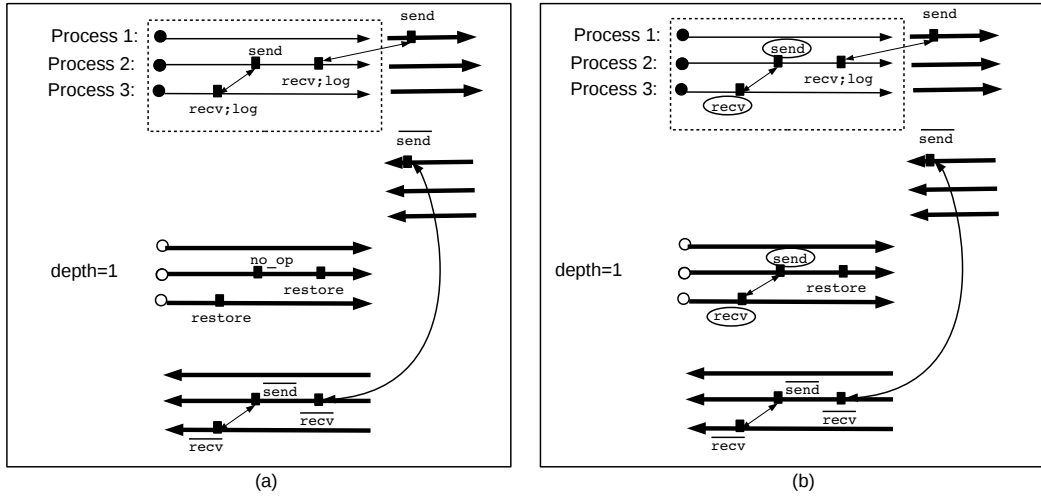 send
Process 1:
send
Process 2:
recv;log
Process 3:
recv;log
send
no_op
depth=1
restore
restore
send
recv
recv
(a)
send
Process 1:
send
Process 2:
recv;log
Process 3:
recv
send
send
depth=1
restore
recv
send
recv
recv
(b)